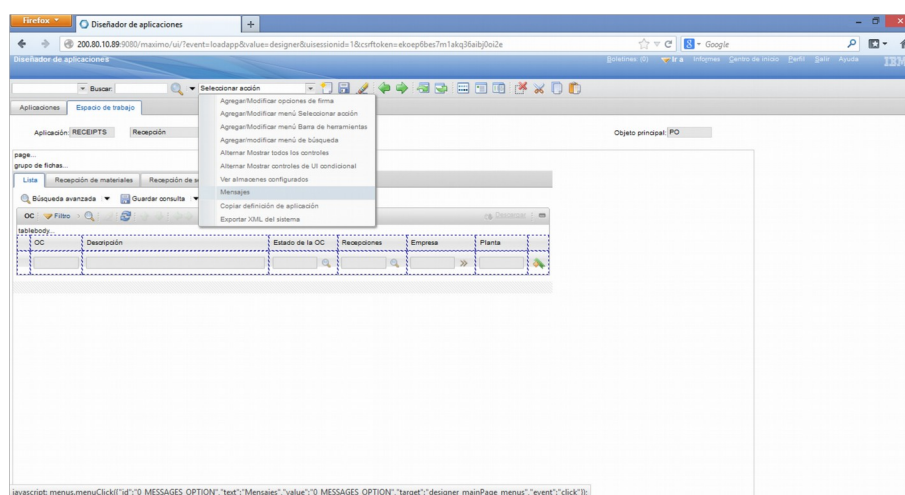 Firefox
Diseñador de aplicaciones
200.80.10.89:9080/maximo/ui/?event=loadapp&value=designer&uisessionid=1&csrftoken=ekoep6bes7m1akq36aibj0oi2e
Google
Diseñador de aplicaciones
Boletines (0) Ir a Informes Centro de inicio Perfil Salir Ayuda IBM
Buscar: Seleccionar acción
Aplicaciones Espacio de trabajo
Agregar/Modificar opciones de firma
Agregar/Modificar menú Seleccionar acción
Agregar/Modificar menú Barra de herramientas
Agregar/modificar menú de búsqueda
Alternar Mostrar todos los controles
Alternar Mostrar controles de UI condicional
Ver almacenes configurados
Mensajes
Copiar definición de aplicación
Exportar XML del sistema
Aplicación: RECEIPTS Recepción Objeto principal: PO
page...
grupo de fichas...
Lista Recepción de materiales Recepción de s
Búsqueda avanzada Guardar consulta
OC Filtro Descargar
tablebody...
OC Descripción Estado de la OC Recepciones Empresa Planta
javascript: menus.menuClick({"id":"0_MESSAGES_OPTION","text":"Mensajes","value":"0_MESSAGES_OPTION","target":"designer_mainPage_menus","event":"click"});